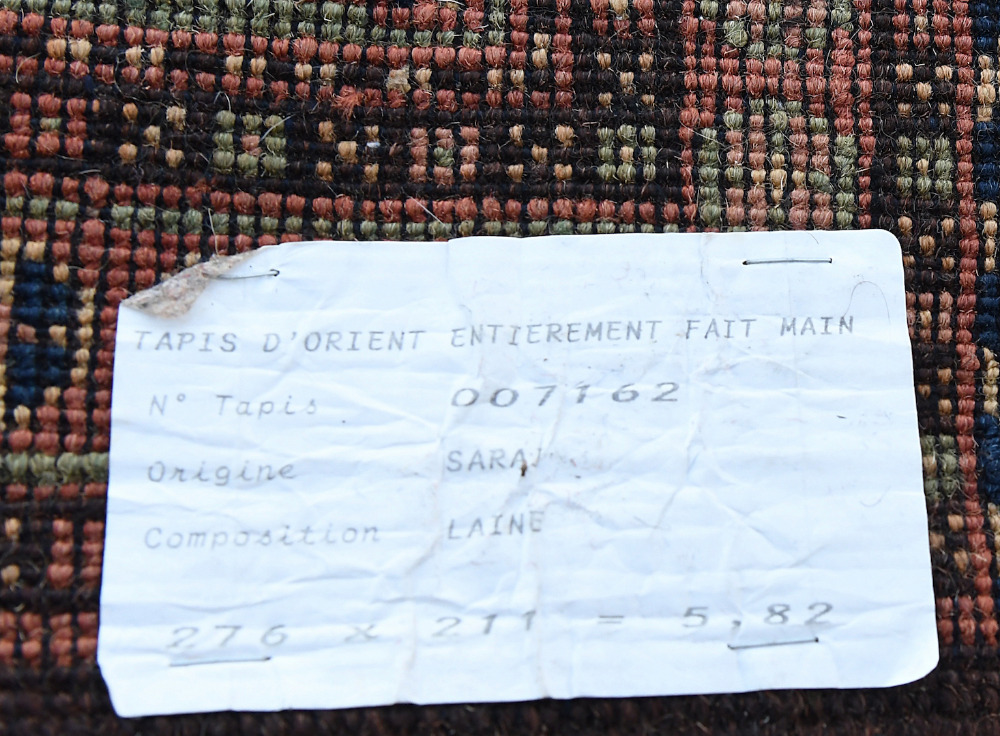 TAPIS D'ORIENT ENTIEREMENT FAIT MAIN
N° Tapis 007162
Origine
Composition LAINE
276 X 211 = 5,82